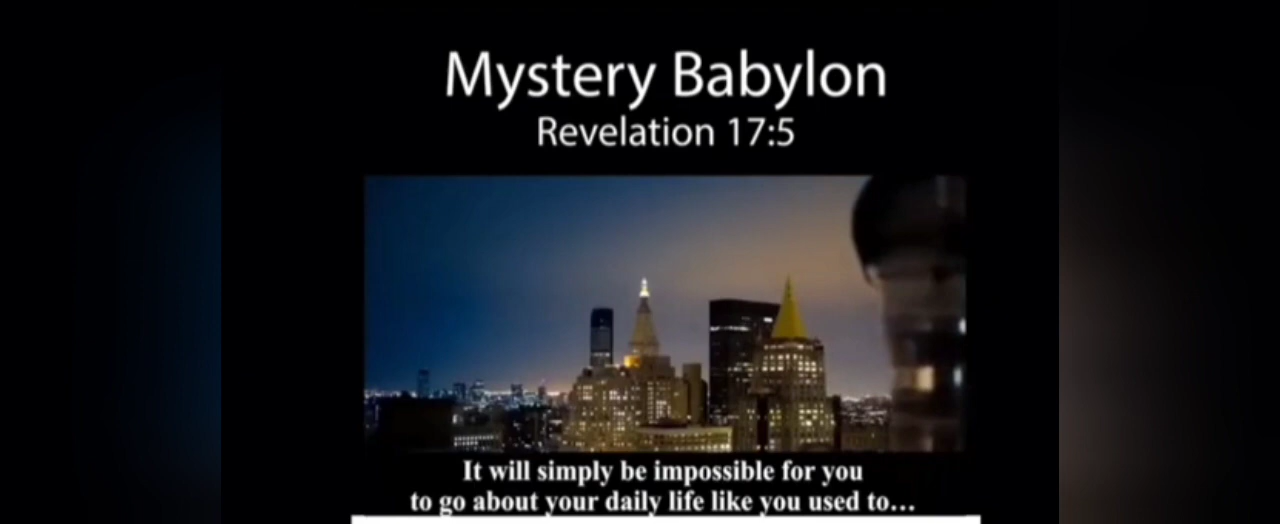 Mystery Babylon
Revelation 17:5
It will simply be impossible for you
to go about your daily life like you used to...